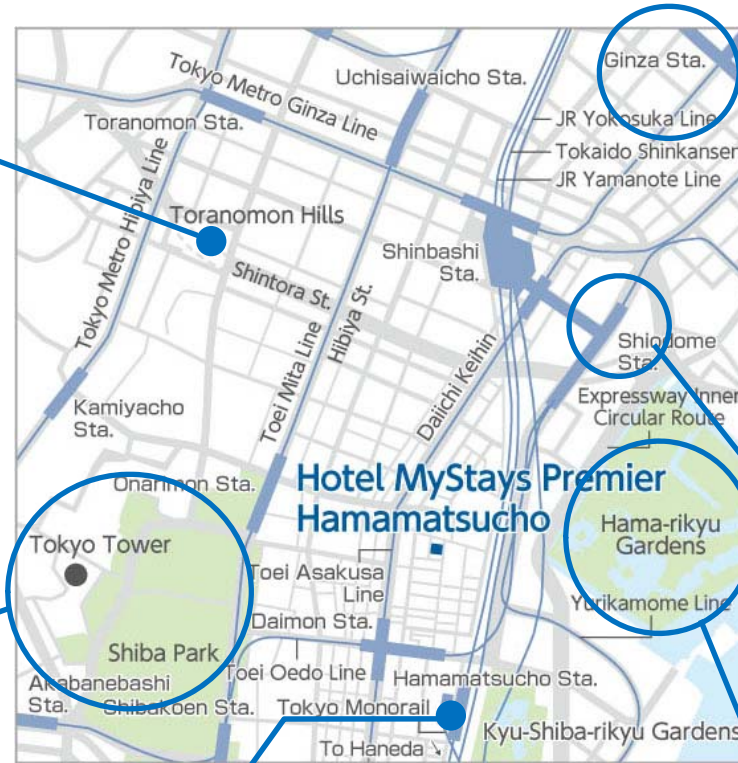 Ginza Sta.
Tokyo Metro Ginza Line
Uchisaiwaicho Sta.
Toranomon Sta.
JR Yokosuka Line
Tokaido Shinkansen
JR Yamanote Line
Tokyo Metro Hibiya Line
Toranomon Hills
Shinbashi
Sta.
Shintora St.
Hibiya St.
Toei Mita Line
Daiichi Keihin
Shiodome
Sta.
Kamiyacho
Sta.
Expressway Inner
Circular Route
Onarimon Sta.
Hotel MyStays Premier
Hamamatsucho
Hama-rikyu
Gardens
Tokyo Tower
Toei Asakusa
Line
Yurikamome Line
Daimon Sta.
Shiba Park
Toei Oedo Line
Hamamatsucho Sta.
Akabanebashi
Sta.
Shibakoen Sta.
Tokyo Monorail
Kyu-Shiba-rikyu Gardens
To Haneda